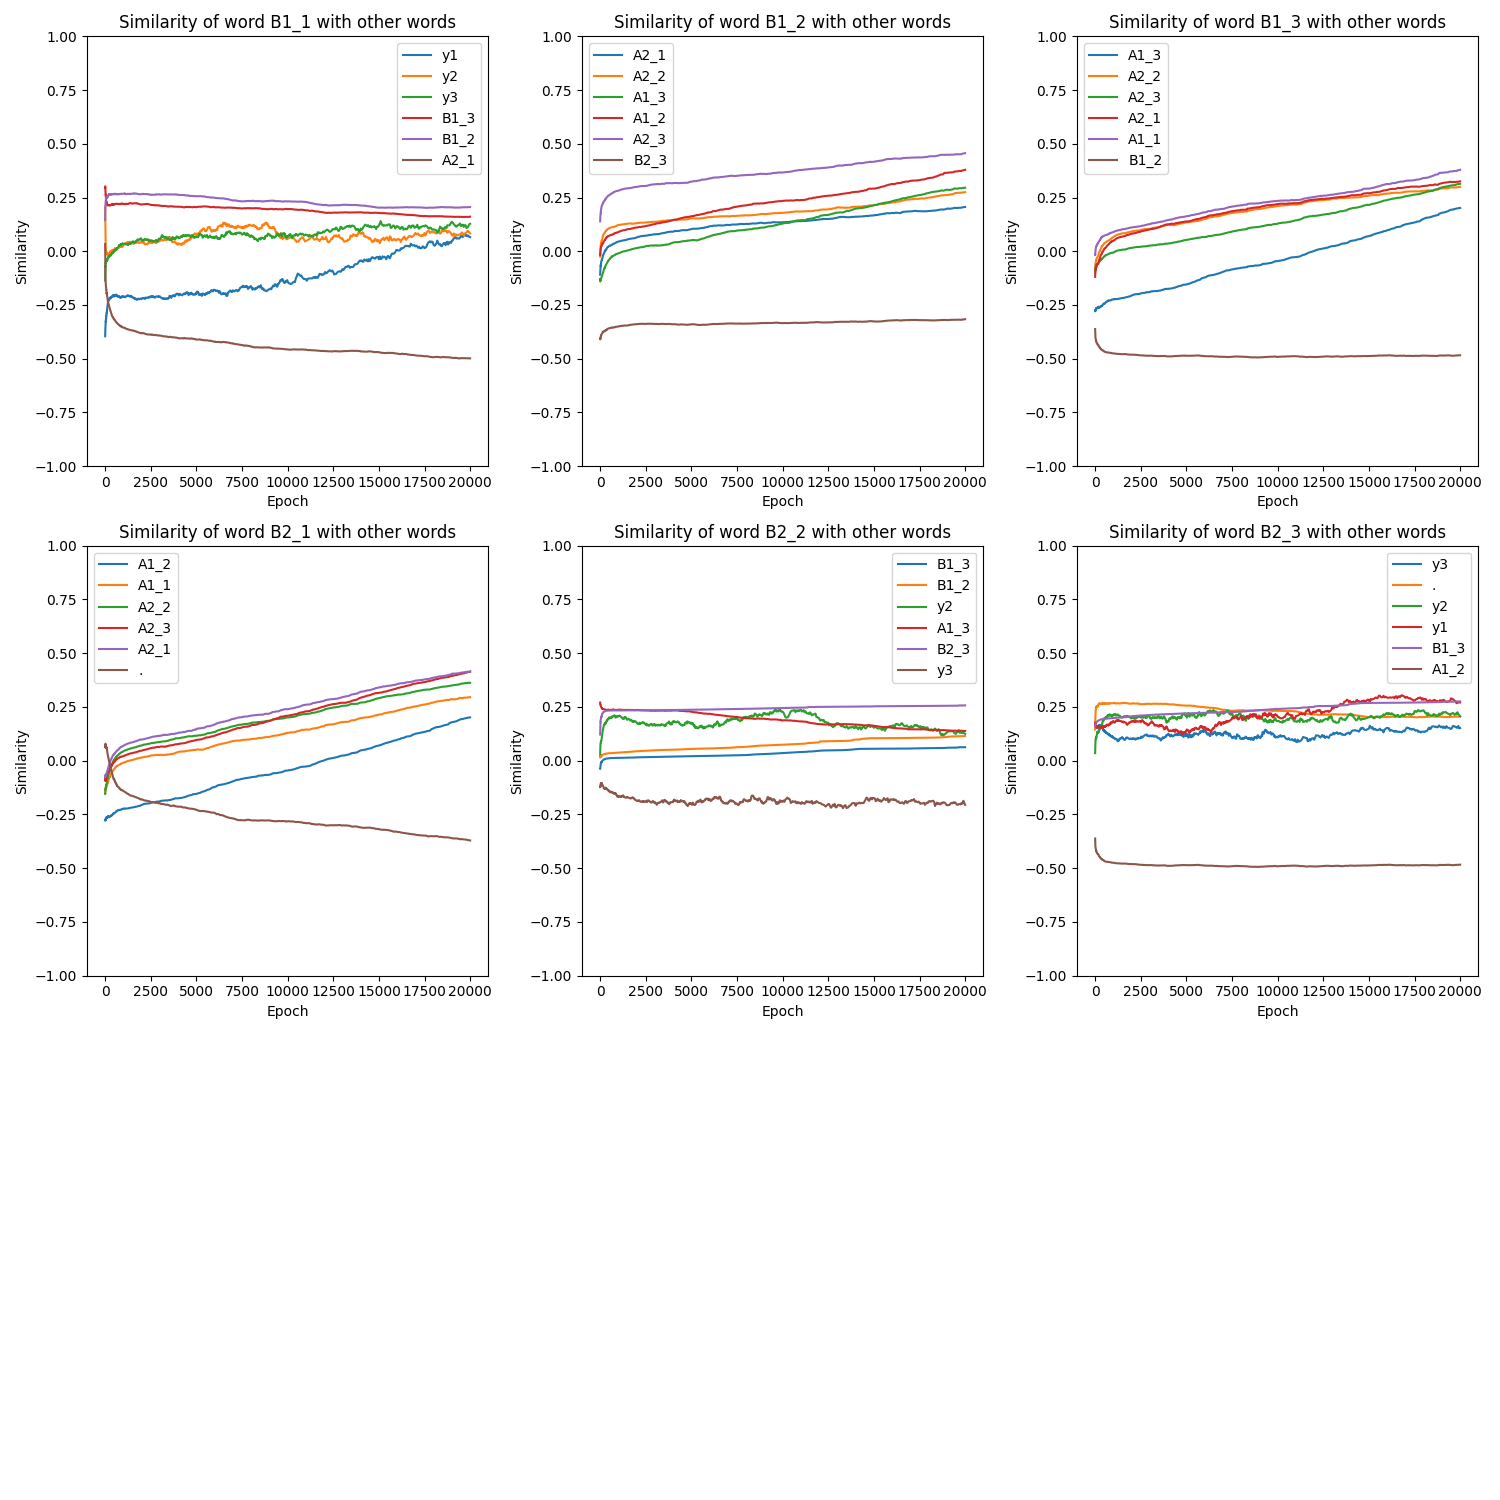 Similarity of word B1_1 with other words
1.00
0.75
0.50
0.25
0.00
−0.25
−0.50
−0.75
−1.00
Similarity
0 2500 5000 7500 10000 12500 15000 17500 20000
Epoch
y1
y2
y3
B1_3
B1_2
A2_1
Similarity of word B1_2 with other words
1.00
0.75
0.50
0.25
0.00
−0.25
−0.50
−0.75
−1.00
Similarity
0 2500 5000 7500 10000 12500 15000 17500 20000
Epoch
A2_1
A2_2
A1_3
A1_2
A2_3
B2_3
Similarity of word B1_3 with other words
1.00
0.75
0.50
0.25
0.00
−0.25
−0.50
−0.75
−1.00
Similarity
0 2500 5000 7500 10000 12500 15000 17500 20000
Epoch
A1_3
A2_2
A2_3
A2_1
A1_1
B1_2
Similarity of word B2_1 with other words
1.00
0.75
0.50
0.25
0.00
−0.25
−0.50
−0.75
−1.00
Similarity
0 2500 5000 7500 10000 12500 15000 17500 20000
Epoch
A1_2
A1_1
A2_2
A2_3
A2_1
.
Similarity of word B2_2 with other words
1.00
0.75
0.50
0.25
0.00
−0.25
−0.50
−0.75
−1.00
Similarity
0 2500 5000 7500 10000 12500 15000 17500 20000
Epoch
B1_3
B1_2
y2
A1_3
B2_3
y3
Similarity of word B2_3 with other words
1.00
0.75
0.50
0.25
0.00
−0.25
−0.50
−0.75
−1.00
Similarity
0 2500 5000 7500 10000 12500 15000 17500 20000
Epoch
y3
.
y2
y1
B1_3
A1_2